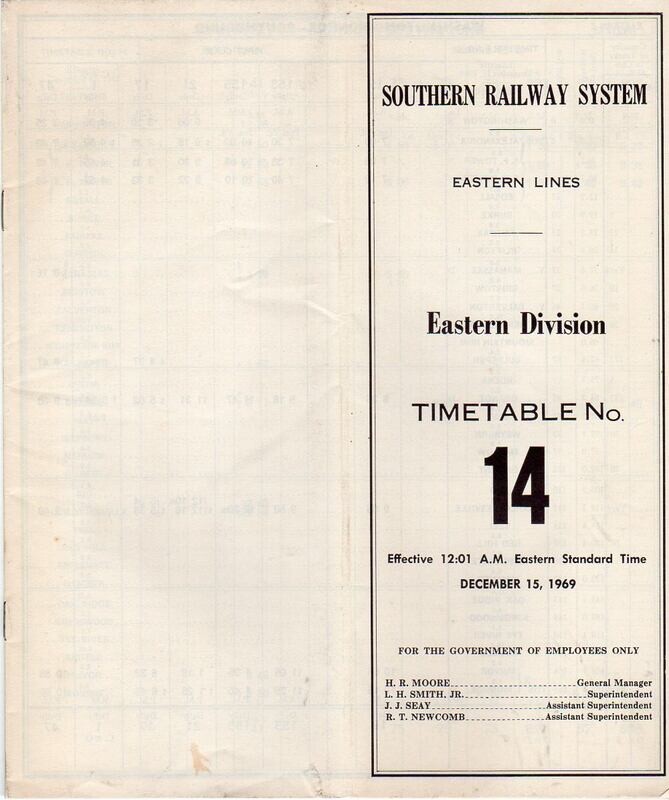 SOUTHERN RAILWAY SYSTEM
EASTERN LINES
Eastern Division
TIMETABLE No.
14
Effective 12:01 A.M. Eastern Standard Time
DECEMBER 15, 1969
FOR THE GOVERNMENT OF EMPLOYEES ONLY
H. R. MOORE General Manager
L. H. SMITH, JR. Superintendent
J. J. SEAY Assistant Superintendent
R. T. NEWCOMB Assistant Superintendent